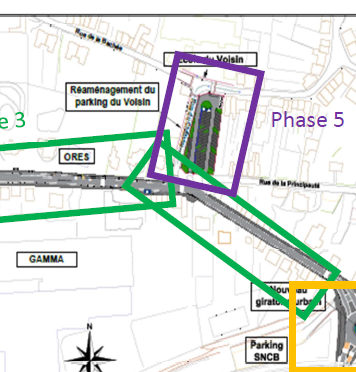 Rue de la Rochée
École du Voisin
Réaménagement du
parking du Voisin
Phase 5
e 3
ORES
Rue de la Principauté
GAMMA
Nouveau
giratoire urbain
N
Parking
SNCB